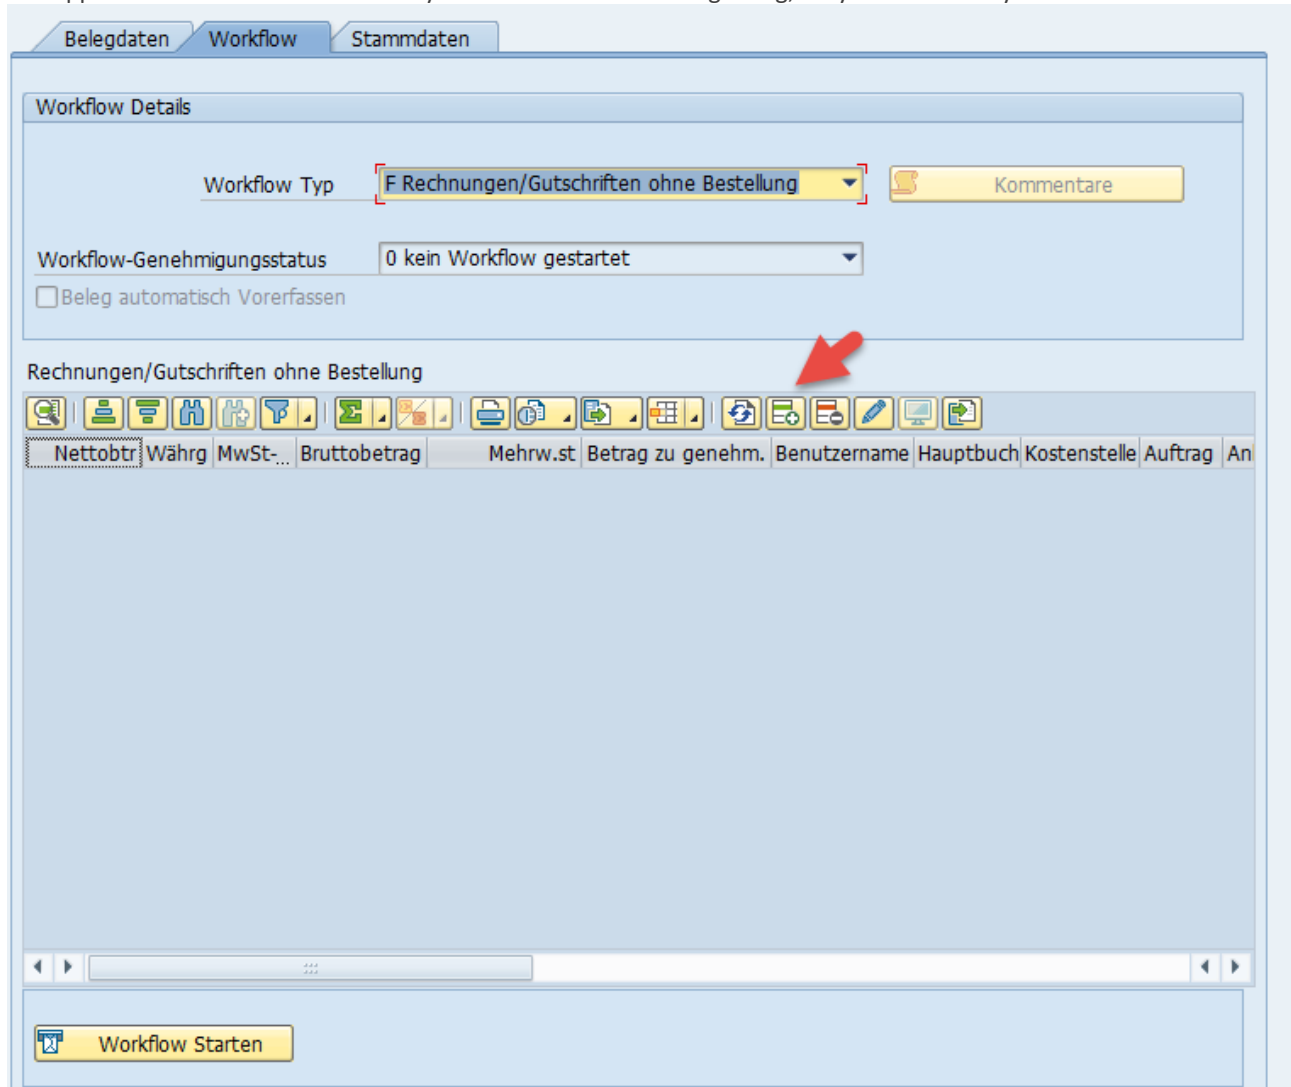 Belegdaten Workflow Stammdaten
Workflow Details
Workflow Typ F Rechnungen/Gutschriften ohne Bestellung Kommentare
Workflow-Genehmigungsstatus 0 kein Workflow gestartet
Beleg automatisch Vorerfassen
Rechnungen/Gutschriften ohne Bestellung
Nettobtr Währg MwSt-... Bruttobetrag Mehrw.st Betrag zu genehm. Benutzername Hauptbuch Kostenstelle Auftrag An
Workflow Starten